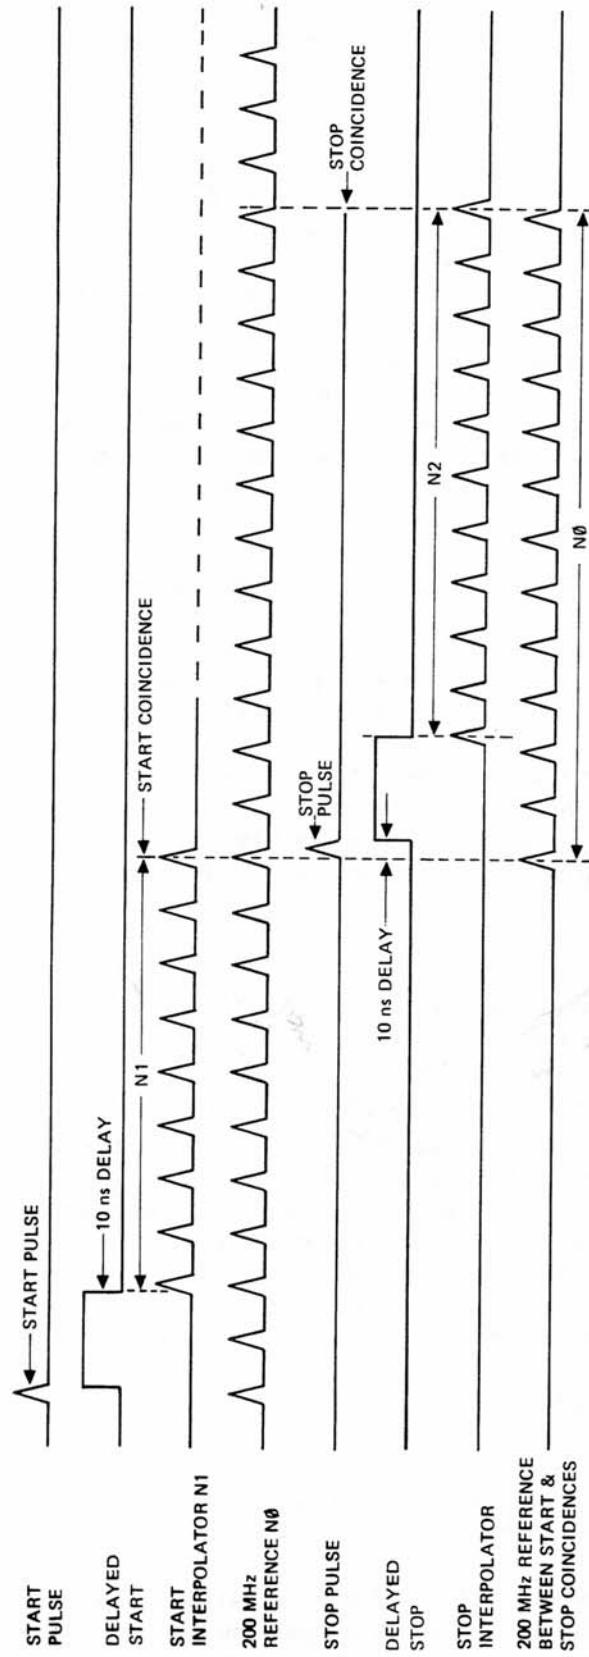 START
PULSE
START PULSE
DELAYED
START
10 ns DELAY
START
INTERPOLATOR N1
N1
START COINCIDENCE
200 MHz
REFERENCE NØ
STOP PULSE
STOP
PULSE
STOP
COINCIDENCE
DELAYED
STOP
10 ns DELAY
STOP
INTERPOLATOR
N2
200 MHz REFERENCE
BETWEEN START &
STOP COINCIDENCES
NØ